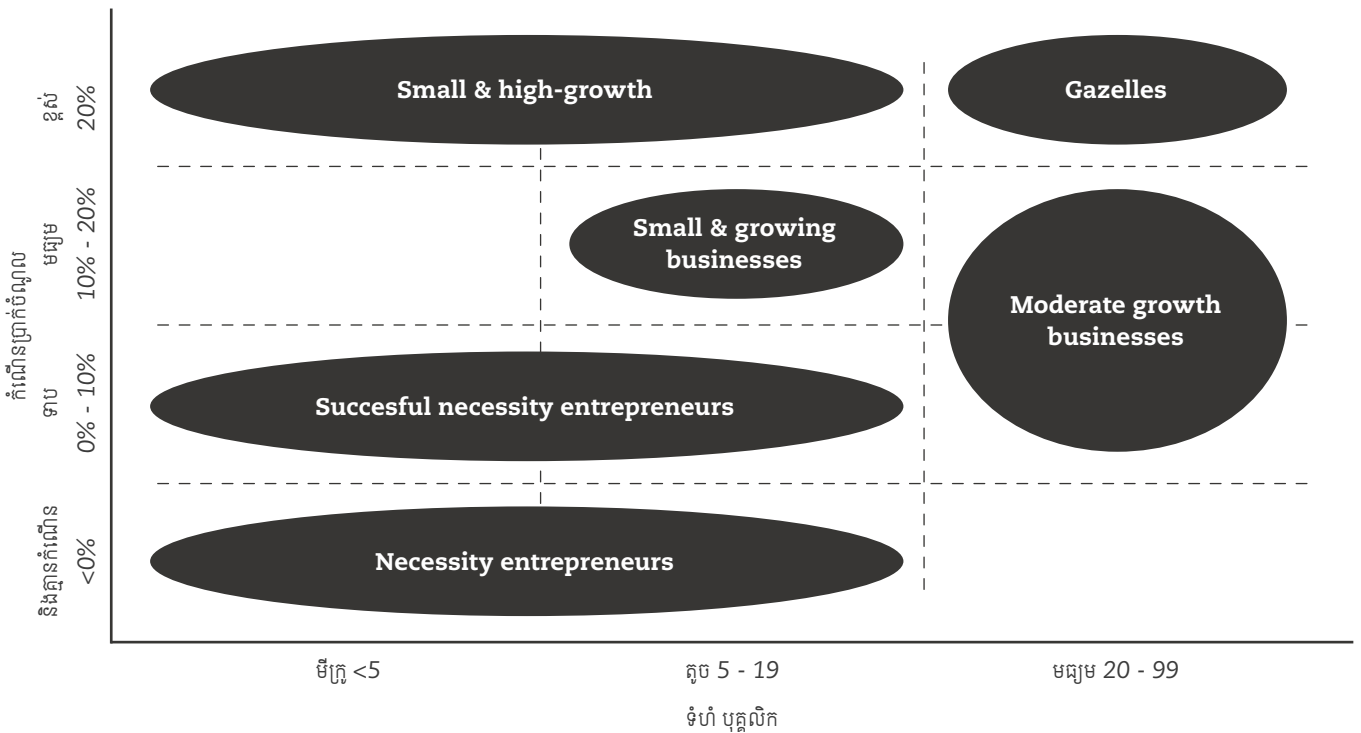 Small & high-growth
Gazelles
Small & growing
businesses
Moderate growth
businesses
Succesful necessity entrepreneurs
Necessity entrepreneurs
កំណើនប្រាក់ចំណូល
ខ្ពស់
20%
មធ្យម
10% - 20%
ទាប
0% - 10%
និងគ្មានកំណើន
<0%
មីក្រូ <5
តូច 5 - 19
មធ្យម 20 - 99
ទំហំ បុគ្គលិក